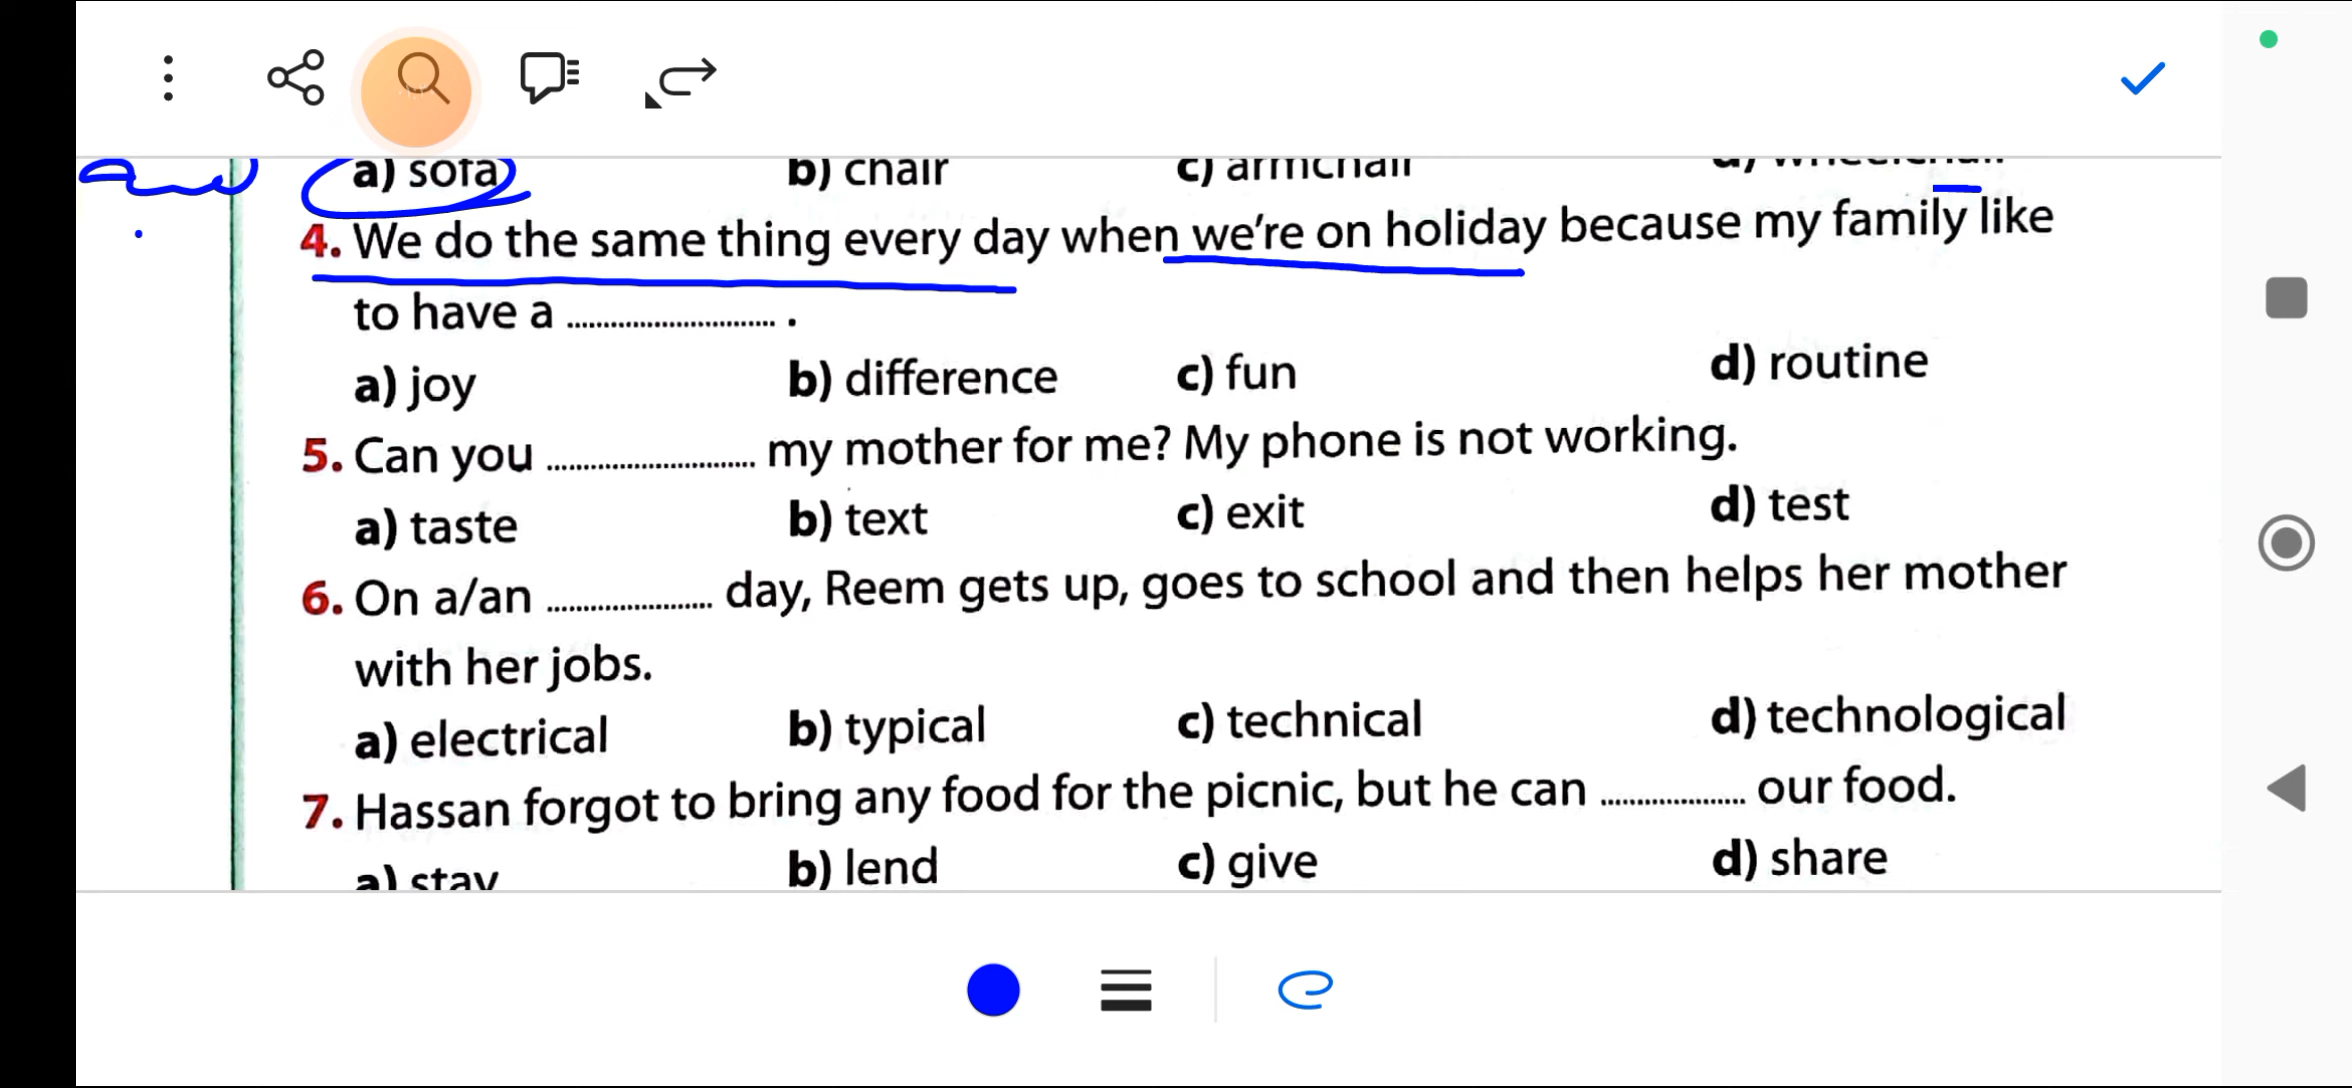 a) sofa b) chair c) armchair d) wheelchair
4. We do the same thing every day when we're on holiday because my family like
to have a ............................ .
a) joy b) difference c) fun d) routine
5. Can you ............................ my mother for me? My phone is not working.
a) taste b) text c) exit d) test
6. On a/an ...................... day, Reem gets up, goes to school and then helps her mother
with her jobs.
a) electrical b) typical c) technical d) technological
7. Hassan forgot to bring any food for the picnic, but he can ................... our food.
a) stay b) lend c) give d) share